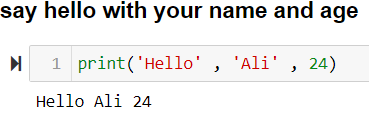 say hello with your name and age
1 print('Hello' , 'Ali' , 24)
Hello Ali 24